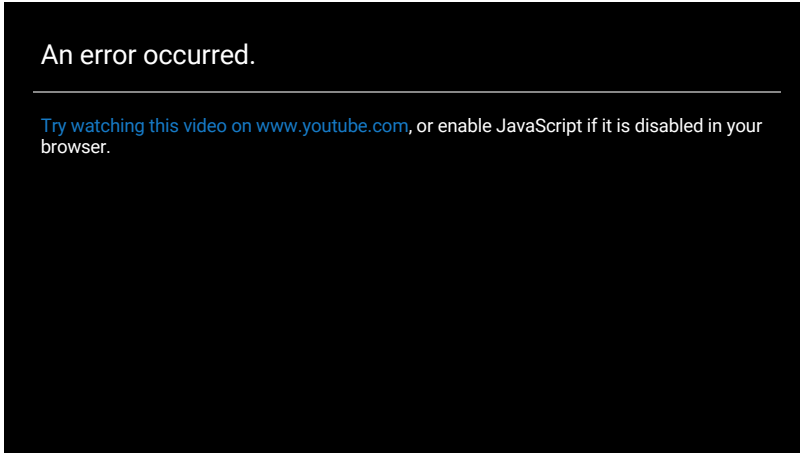 An error occurred.
Try watching this video on www.youtube.com, or enable JavaScript if it is disabled in your
browser.